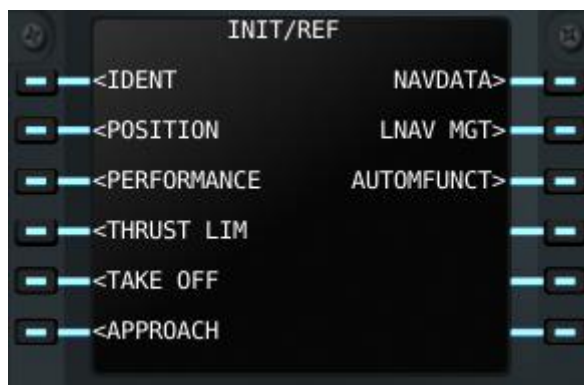 INIT/REF
<IDENT NAVDATA>
<POSITION LNAV MGT>
<PERFORMANCE AUTOMFUNCT>
<THRUST LIM
<TAKE OFF
<APPROACH